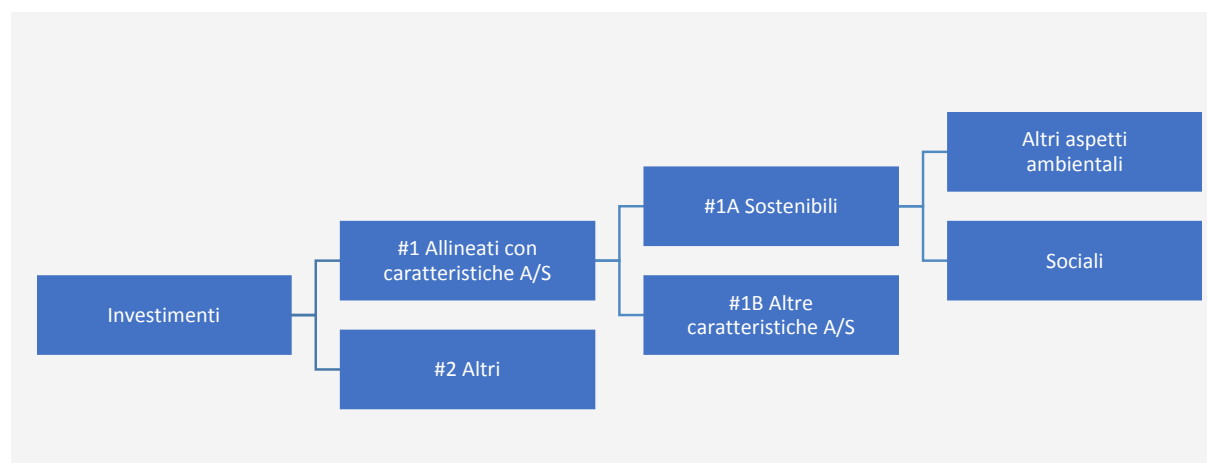 Investimenti
#1 Allineati con
caratteristiche A/S
#2 Altri
#1A Sostenibili
#1B Altre
caratteristiche A/S
Altri aspetti
ambientali
Sociali